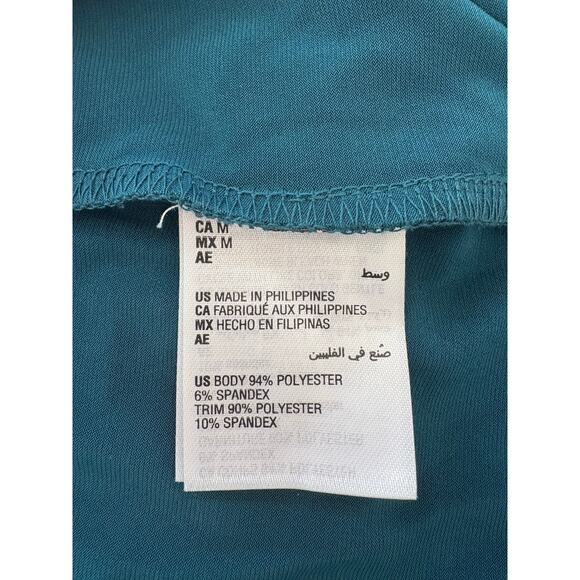 CA M
MX M
AE
وسط
US MADE IN PHILIPPINES
CA FABRIQUÉ AUX PHILIPPINES
MX HECHO EN FILIPINAS
AE
صُنع في الفليبين
US BODY 94% POLYESTER
6% SPANDEX
TRIM 90% POLYESTER
10% SPANDEX